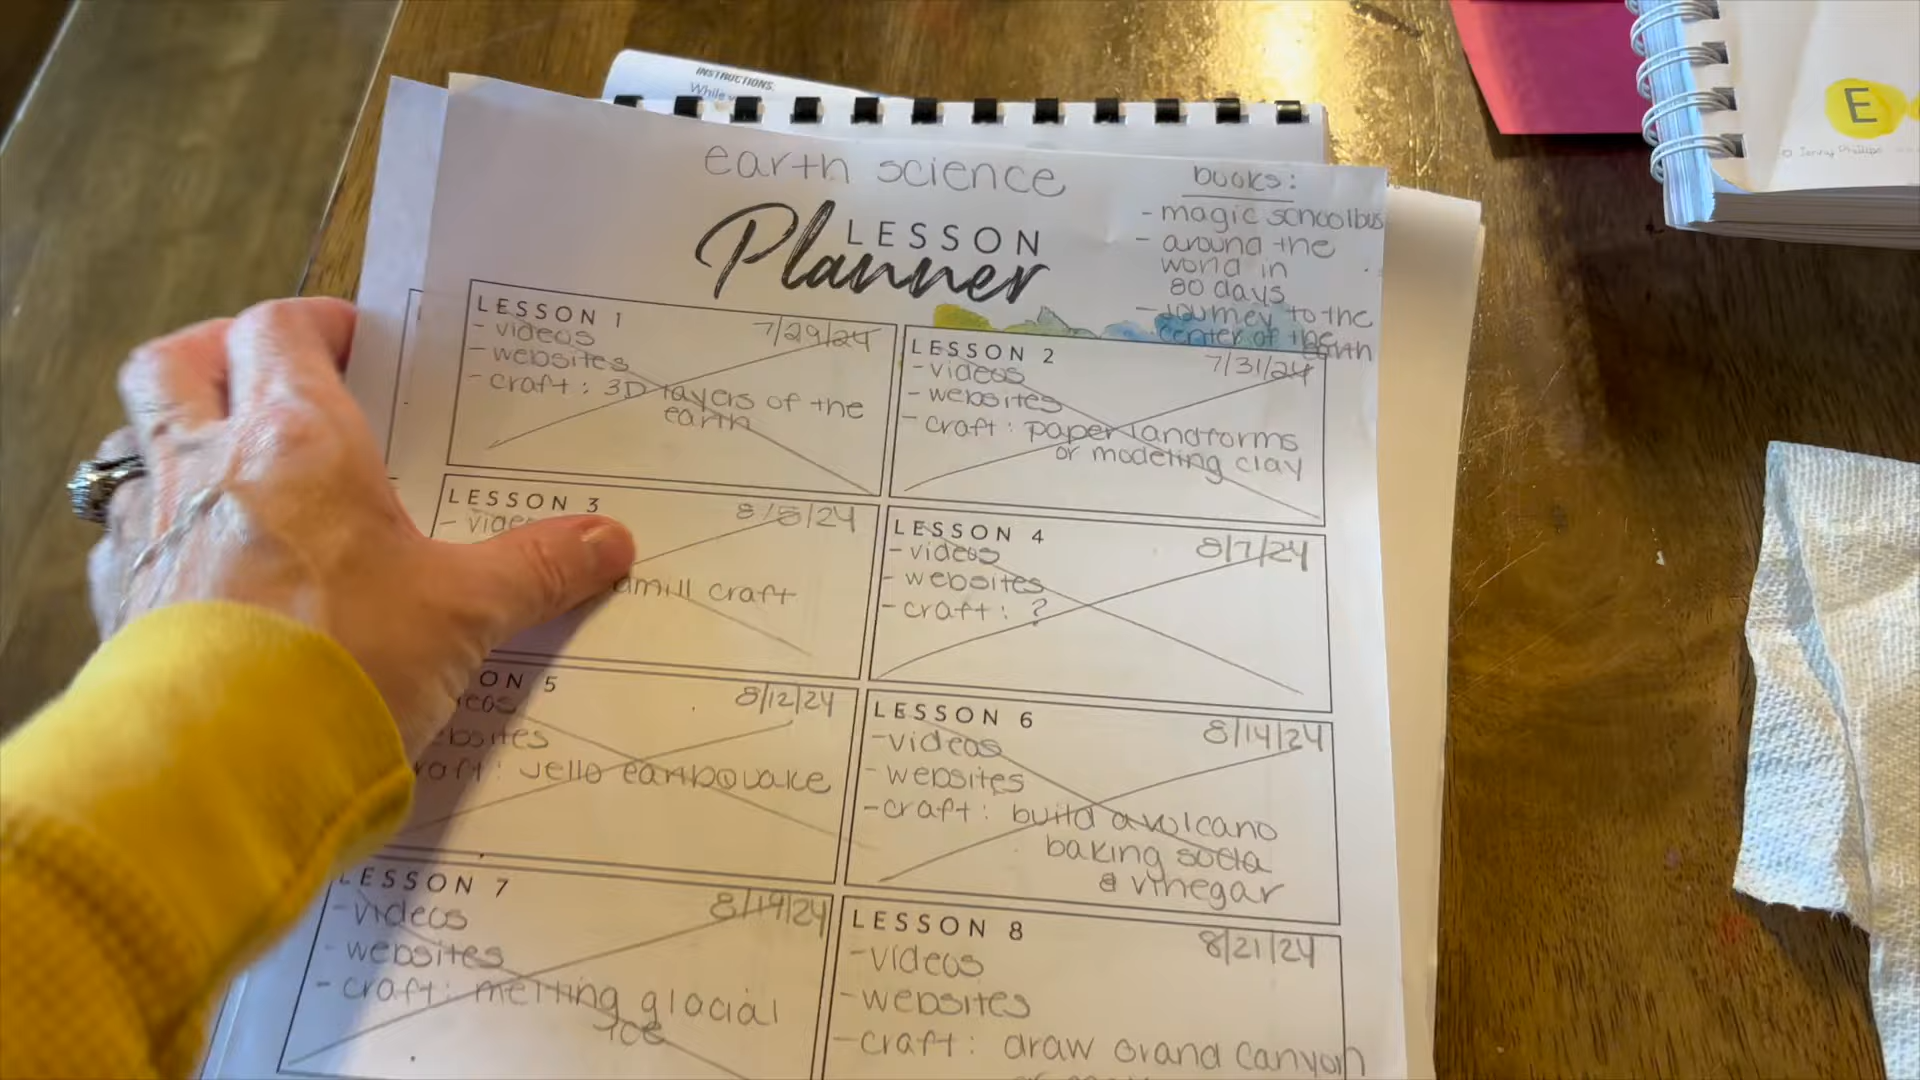 INSTRUCTIONS:
While
earth science
LESSON
Planner
books:
- magic schoolbus
- around the
world in
80 days
- Journey to the
center of the
earth
E
© Jenny Phillips
LESSON 1
7/29/24
- videos
- websites
- craft: 3D layers of the
earth
LESSON 2
7/31/24
- videos
- websites
- craft: paper landforms
or modeling clay
LESSON 3
8/5/24
craft
LESSON 4
8/7/24
- videos
- websites
- craft: ?
ON 5
8/12/24
: Jello earthquake
LESSON 6
8/14/24
- videos
- websites
- craft: build a volcano
baking soda
& vinegar
LESSON 7
8/19/24
- videos
- websites
- craft: melting glacial
ice
LESSON 8
8/21/24
- videos
- websites
- craft: draw Grand Canyon